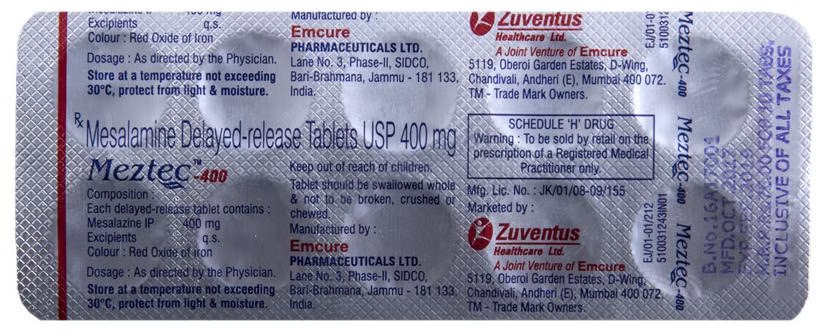 Excipients q.s.
Colour : Red Oxide of Iron
Dosage : As directed by the Physician.
Store at a temperature not exceeding
30°C, protect from light & moisture.
Manufactured by :
Emcure
PHARMACEUTICALS LTD.
Lane No. 3, Phase-II, SIDCO,
Bari-Brahmana, Jammu - 181 133,
India.
Zuventus
Healthcare Ltd.
A Joint Venture of Emcure
5119, Oberoi Garden Estates, D-Wing,
Chandivali, Andheri (E), Mumbai 400 072.
TM - Trade Mark Owners.
Rx Mesalamine Delayed-release Tablets USP 400 mg
Meztec™-400
Composition :
Each delayed-release tablet contains :
Mesalazine IP 400 mg
Excipients q.s.
Colour : Red Oxide of iron
Dosage : As directed by the Physician.
Store at a temperature not exceeding
30°C, protect from light & moisture.
Keep out of reach of children.
Tablet should be swallowed whole
& not to be broken, crushed or
chewed.
Manufactured by :
Emcure
PHARMACEUTICALS LTD.
Lane No. 3, Phase-II, SIDCO,
Bari-Brahmana, Jammu - 181 133,
India.
SCHEDULE 'H' DRUG
Warning : To be sold by retail on the
prescription of a Registered Medical
Practitioner only.
Mfg. Lic. No. : JK/01/08-09/155
Marketed by :
Zuventus
Healthcare Ltd.
A Joint Venture of Emcure
5119, Oberoi Garden Estates, D-Wing,
Chandivali, Andheri (E), Mumbai 400 072.
TM - Trade Mark Owners.
EJ/01-01/212
510031243IN01
Meztec-400
Meztec-400
Meztec-400
MFD.OCT.2017
INCLUSIVE OF ALL TAXES